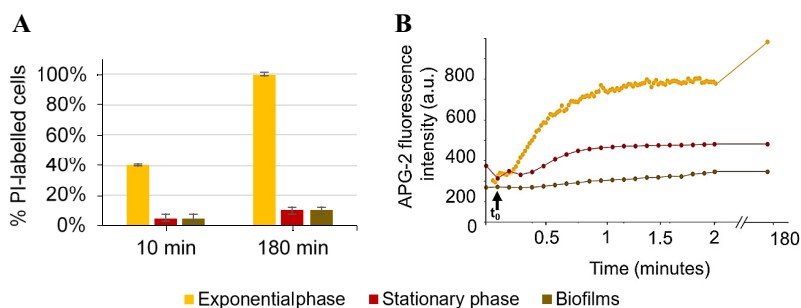 A
% PI-labelled cells
100%
80%
60%
40%
20%
0%
10 min
180 min
B
APG-2 fluorescence
intensity (a.u.)
800
600
400
200
0
t0
0.5
1
1.5
2
180
Time (minutes)
Exponentialphase
Stationary phase
Biofilms